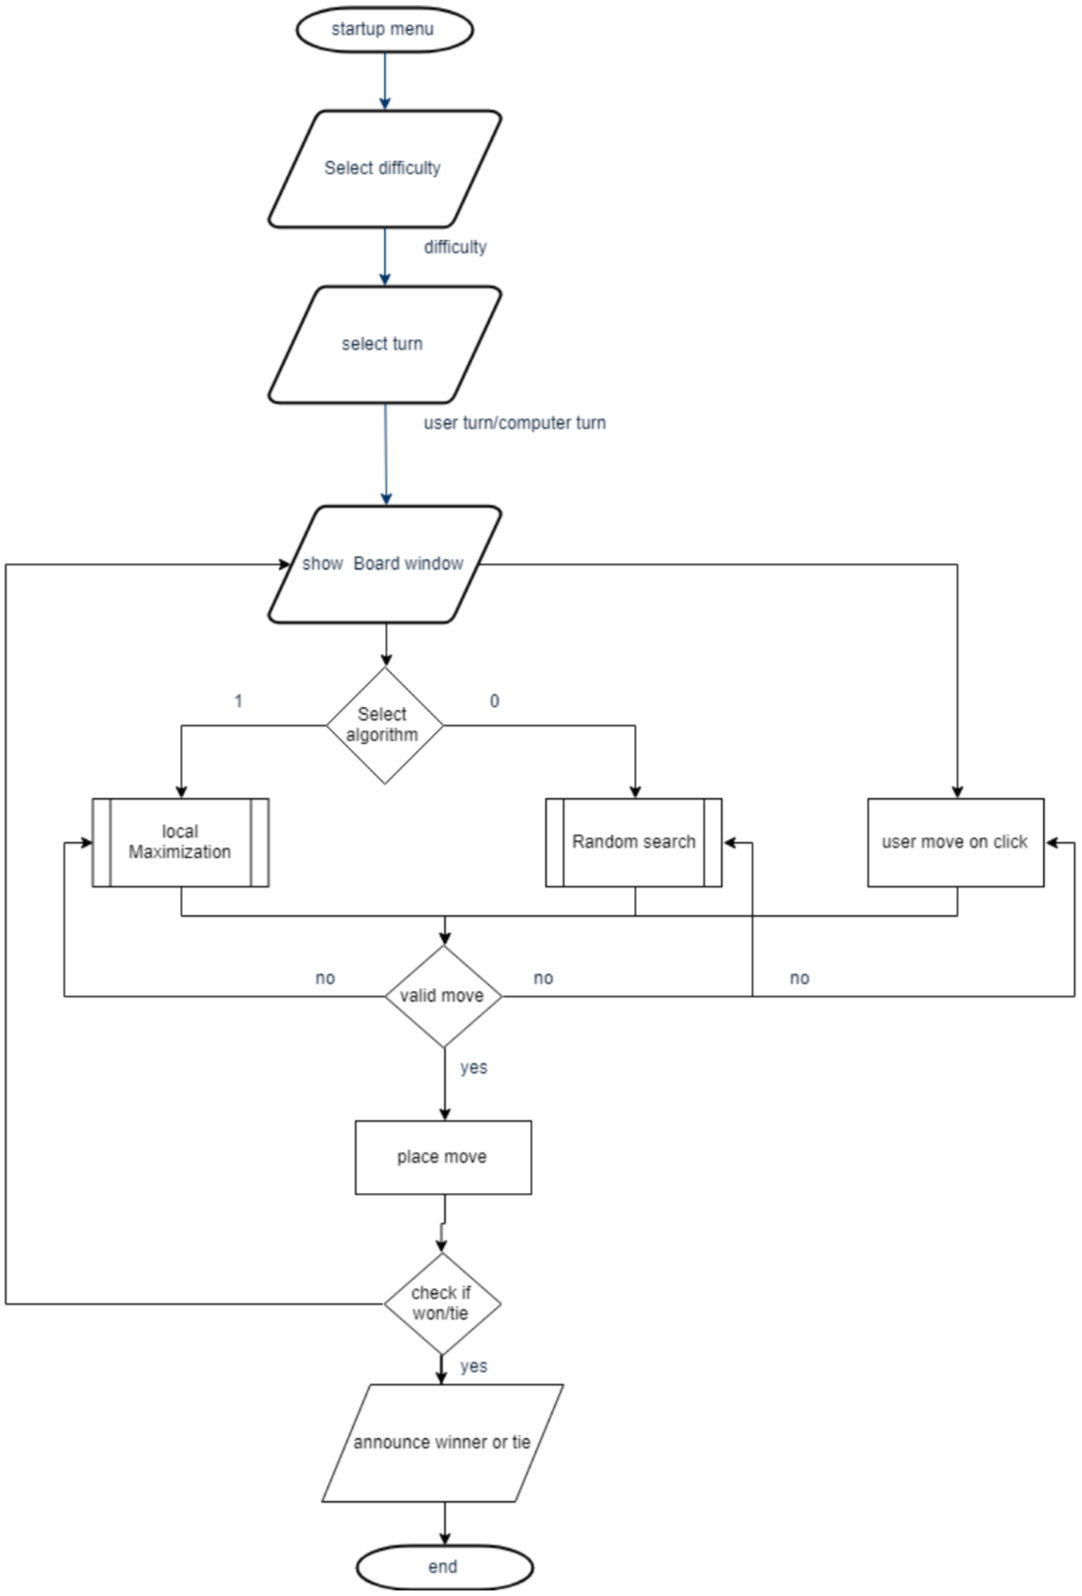 startup menu
Select difficulty
difficulty
select turn
user turn/computer turn
show  Board window
1
0
Select
algorithm
local
Maximization
Random search
user move on click
no
no
no
valid move
yes
place move
check if
won/tie
yes
announce winner or tie
end